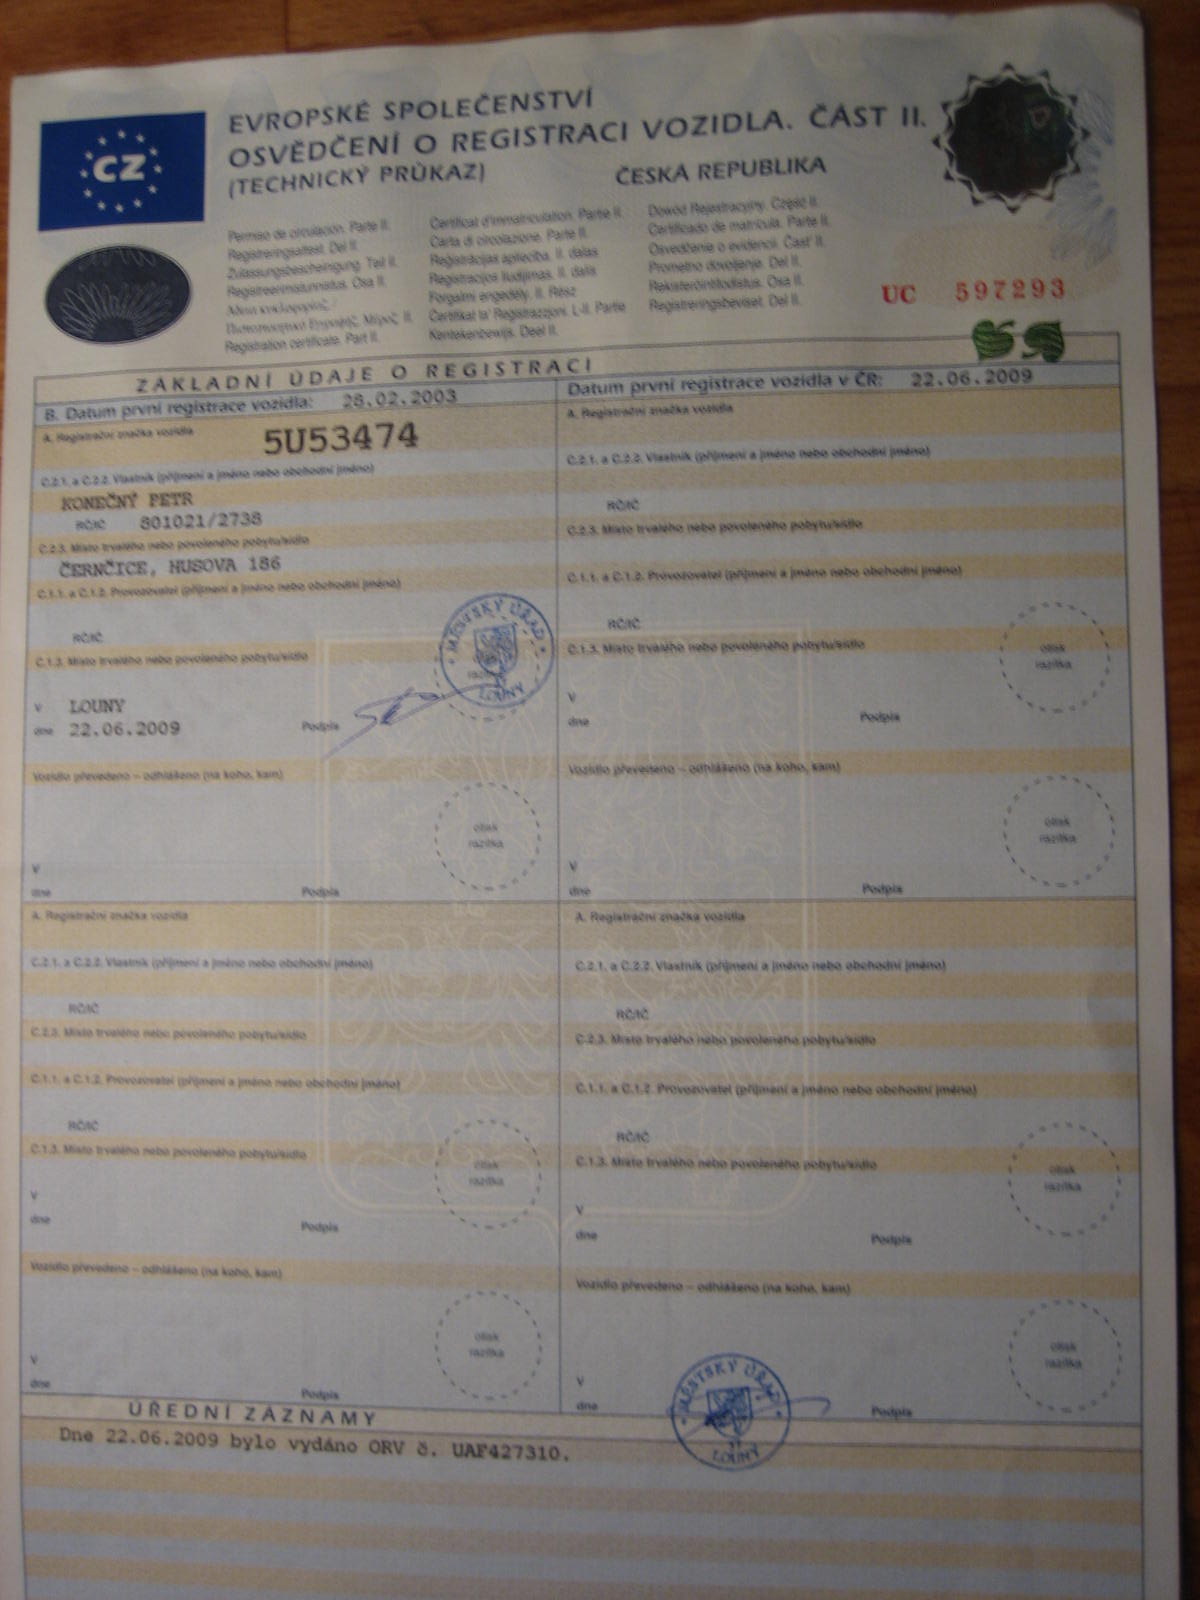 CZ
EVROPSKÉ SPOLEČENSTVÍ
OSVĚDČENÍ O REGISTRACI VOZIDLA. ČÁST II.
(TECHNICKÝ PRŮKAZ) ČESKÁ REPUBLIKA
Permiso de circulación. Parte II.
Registreringsattest. Del II.
Zulassungsbescheinigung. Teil II.
Registreerimistunnistus. Osa II.
Registration certificate. Part II.
Certificat d'immatriculation. Partie II.
Carta di circolazione. Parte II.
Reģistrācijas apliecība. II. daļas
Registracijos liudijimas. II. dalis
Forgalmi engedély. II. Rész
Ċertifikat ta' Reġistrazzjoni. L-II. Parte
Kentekenbewijs. Deel II.
Dowód Rejestracyjny. Część II.
Certificado de matrícula. Parte II.
Osvedčenie o evidencii. Časť II.
Prometno dovoljenje. Del II.
Rekisteröintitodistus. Osa II.
Registreringsbeviset. Del II.
UC 597293
ZÁKLADNÍ ÚDAJE O REGISTRACI
B. Datum první registrace vozidla: 28.02.2003
Datum první registrace vozidla v ČR: 22.06.2009
A. Registrační značka vozidla
5U53474
C.2.1. a C.2.2. Vlastník (příjmení a jméno nebo obchodní jméno)
KONEČNÝ PETR
RČ/IČ 801021/2738
C.2.3. Místo trvalého nebo povoleného pobytu/sídlo
ČERNČICE, HUSOVA 186
C.1.1. a C.1.2. Provozovatel (příjmení a jméno nebo obchodní jméno)
RČ/IČ
C.1.3. Místo trvalého nebo povoleného pobytu/sídlo
MĚSTSKÝ ÚŘAD
LOUNY
V LOUNY
dne 22.06.2009 Podpis
Vozidlo převedeno – odhlášeno (na koho, kam)
otisk
razítka
V
dne Podpis
A. Registrační značka vozidla
C.2.1. a C.2.2. Vlastník (příjmení a jméno nebo obchodní jméno)
RČ/IČ
C.2.3. Místo trvalého nebo povoleného pobytu/sídlo
C.1.1. a C.1.2. Provozovatel (příjmení a jméno nebo obchodní jméno)
RČ/IČ
C.1.3. Místo trvalého nebo povoleného pobytu/sídlo
otisk
razítka
V
dne Podpis
Vozidlo převedeno – odhlášeno (na koho, kam)
otisk
razítka
V
dne Podpis
A. Registrační značka vozidla
C.2.1. a C.2.2. Vlastník (příjmení a jméno nebo obchodní jméno)
RČ/IČ
C.2.3. Místo trvalého nebo povoleného pobytu/sídlo
C.1.1. a C.1.2. Provozovatel (příjmení a jméno nebo obchodní jméno)
RČ/IČ
C.1.3. Místo trvalého nebo povoleného pobytu/sídlo
otisk
razítka
V
dne Podpis
Vozidlo převedeno – odhlášeno (na koho, kam)
otisk
razítka
V
dne Podpis
A. Registrační značka vozidla
C.2.1. a C.2.2. Vlastník (příjmení a jméno nebo obchodní jméno)
RČ/IČ
C.2.3. Místo trvalého nebo povoleného pobytu/sídlo
C.1.1. a C.1.2. Provozovatel (příjmení a jméno nebo obchodní jméno)
RČ/IČ
C.1.3. Místo trvalého nebo povoleného pobytu/sídlo
otisk
razítka
V
dne Podpis
Vozidlo převedeno – odhlášeno (na koho, kam)
otisk
razítka
V
dne Podpis
MĚSTSKÝ ÚŘAD
LOUNY
ÚŘEDNÍ ZÁZNAMY
Dne 22.06.2009 bylo vydáno ORV č. UAF427310.